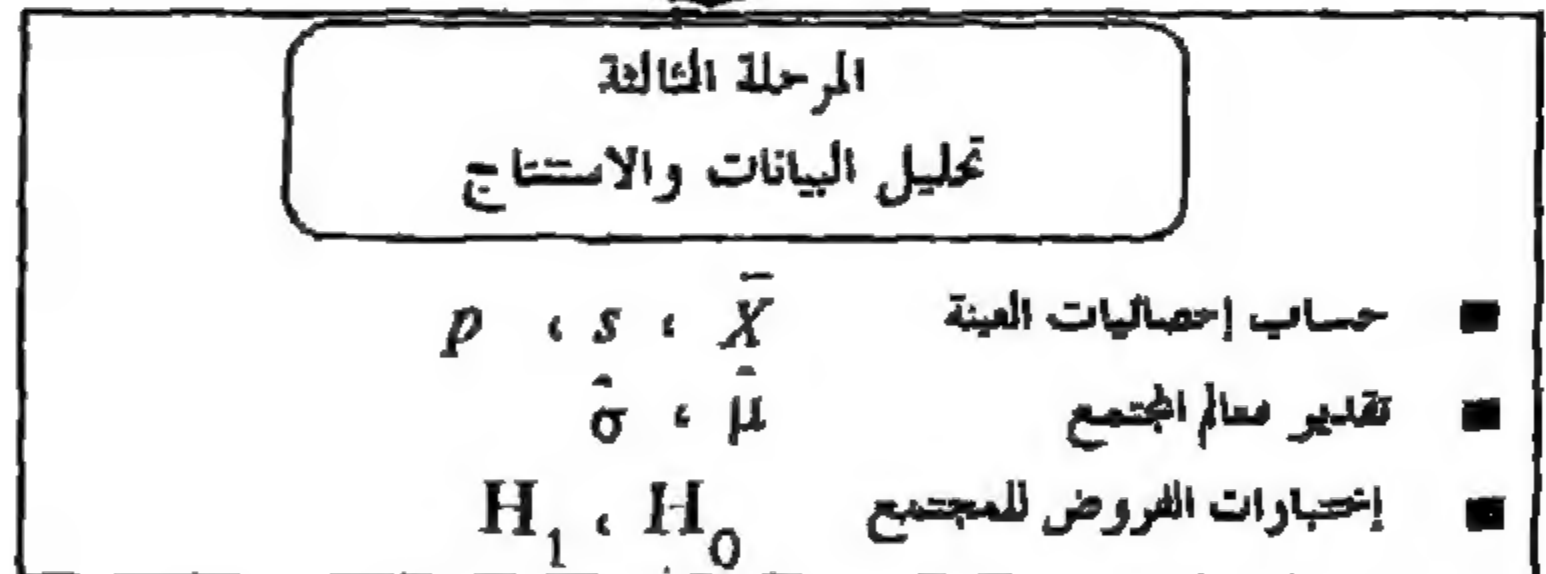 المرحلة الثالثة
تحليل البيانات والاستنتاج
■ حساب إحصائيات العينة X̄ ، s ، p
■ تقدير معالم المجتمع μ̂ ، σ̂
■ إختبارات الفروض للمجتمع H₀ ، H₁